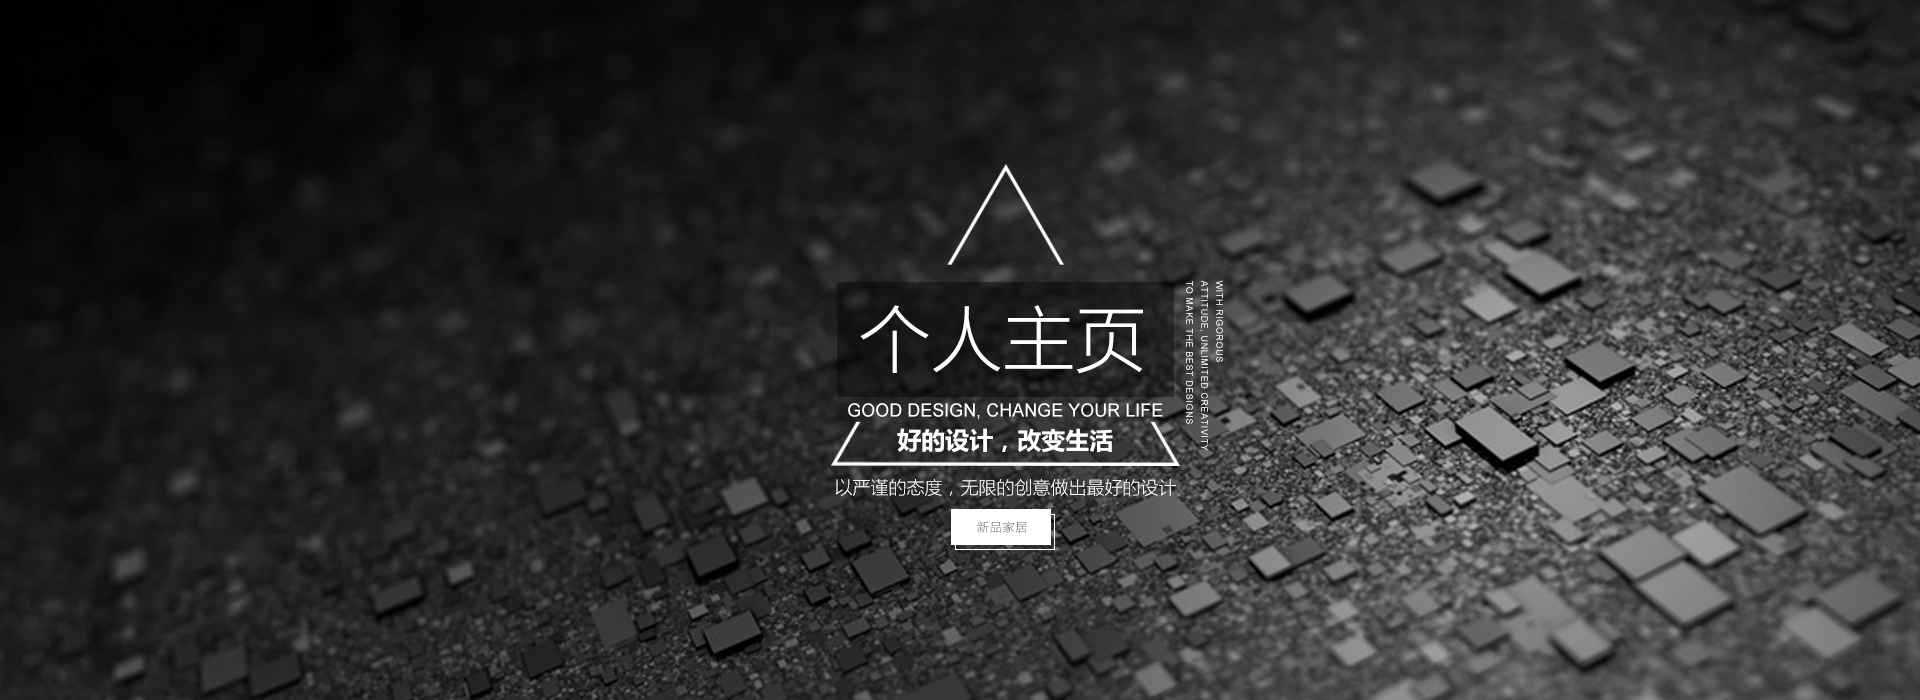 个人主页
WITH RIGOROUS
ATTITUDE, UNLIMITED CREATIVITY
TO MAKE THE BEST DESIGNS
GOOD DESIGN, CHANGE YOUR LIFE
好的设计，改变生活
以严谨的态度，无限的创意做出最好的设计
新品家居